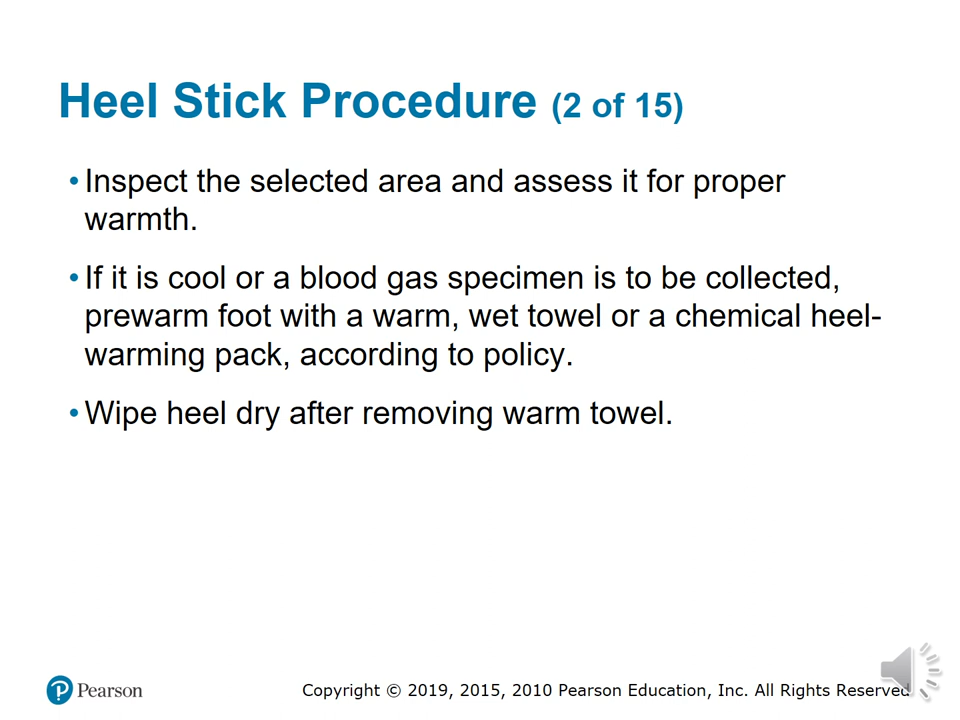 Heel Stick Procedure (2 of 15)
• Inspect the selected area and assess it for proper
warmth.
• If it is cool or a blood gas specimen is to be collected,
prewarm foot with a warm, wet towel or a chemical heel-
warming pack, according to policy.
• Wipe heel dry after removing warm towel.
Pearson
Copyright © 2019, 2015, 2010 Pearson Education, Inc. All Rights Reserved